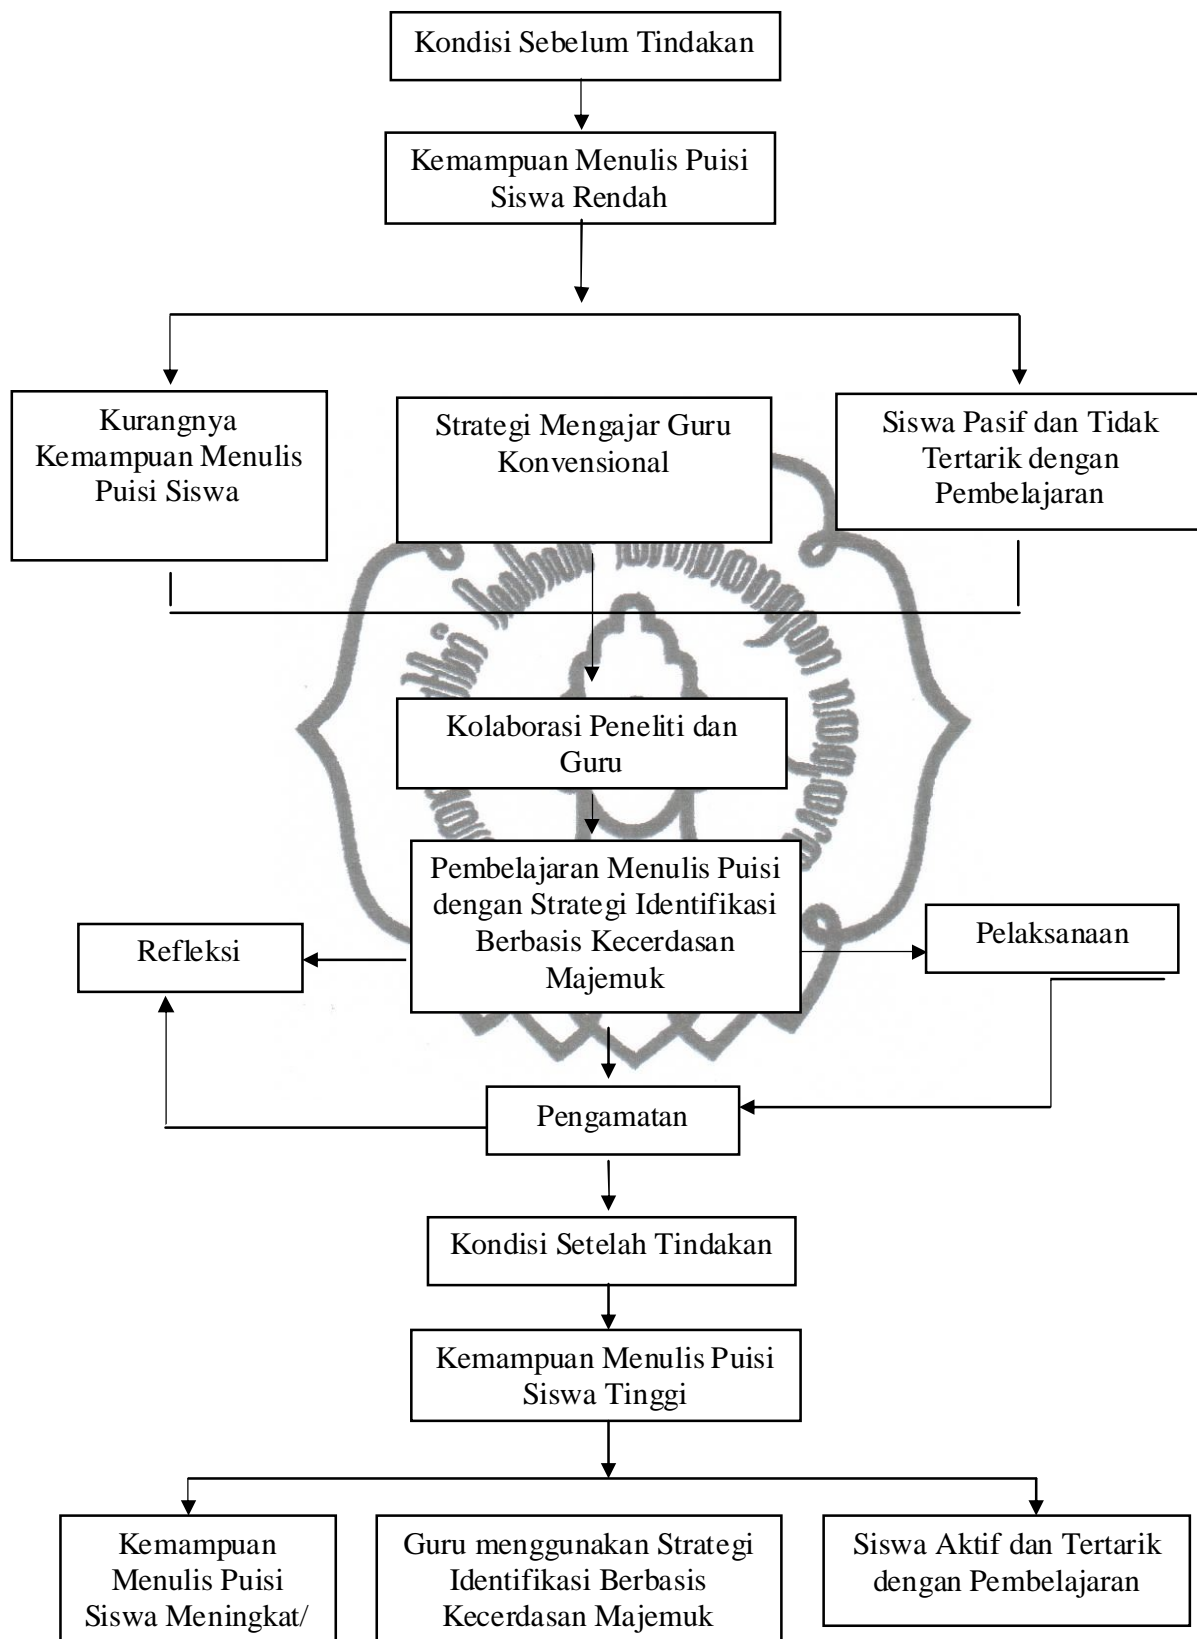 Kondisi Sebelum Tindakan
Kemampuan Menulis Puisi
Siswa Rendah
Kurangnya
Kemampuan Menulis
Puisi Siswa
Strategi Mengajar Guru
Konvensional
Siswa Pasif dan Tidak
Tertarik dengan
Pembelajaran
Kolaborasi Peneliti dan
Guru
Pembelajaran Menulis Puisi
dengan Strategi Identifikasi
Berbasis Kecerdasan
Majemuk
Refleksi
Pelaksanaan
Pengamatan
Kondisi Setelah Tindakan
Kemampuan Menulis Puisi
Siswa Tinggi
Kemampuan
Menulis Puisi
Siswa Meningkat/
Guru menggunakan Strategi
Identifikasi Berbasis
Kecerdasan Majemuk
Siswa Aktif dan Tertarik
dengan Pembelajaran